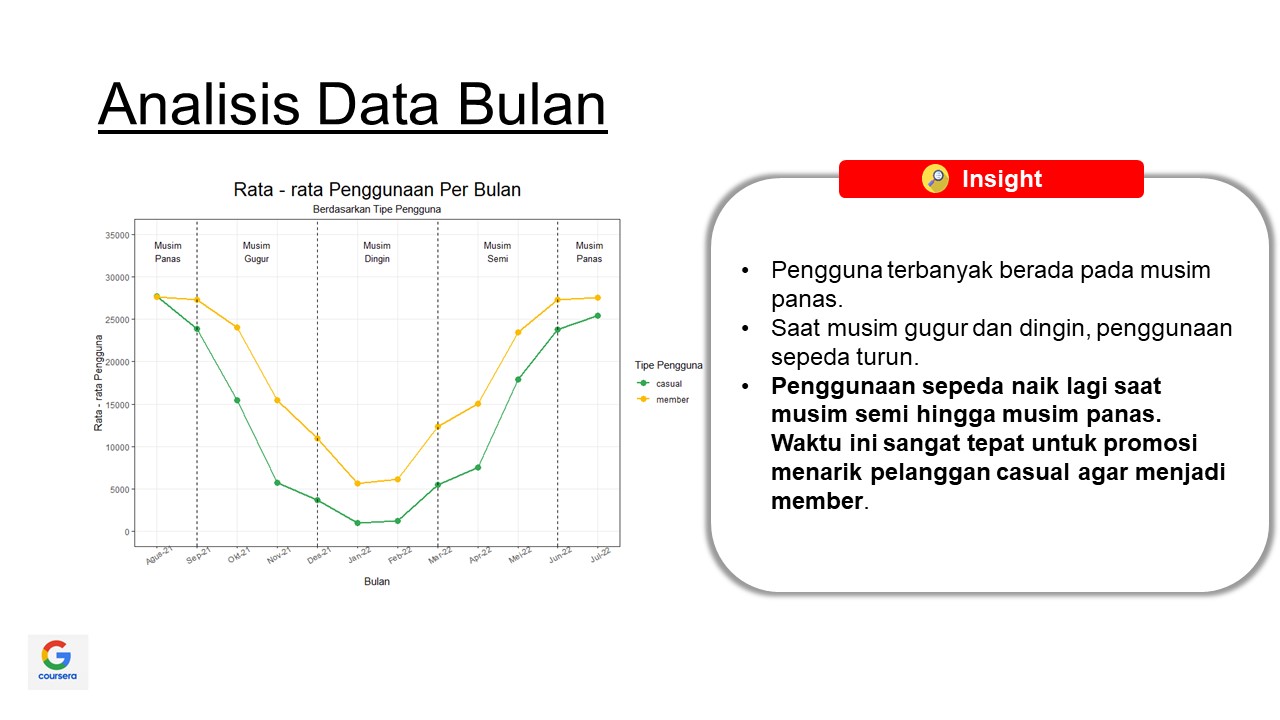 Analisis Data Bulan
Rata - rata Penggunaan Per Bulan
Berdasarkan Tipe Pengguna
Musim Panas
Musim Gugur
Musim Dingin
Musim Semi
Musim Panas
Rata - rata Pengguna
35000
30000
25000
20000
15000
10000
5000
0
Agus-21
Sep-21
Okt-21
Nov-21
Des-21
Jan-22
Feb-22
Mar-22
Apr-22
Mei-22
Jun-22
Jul-22
Bulan
Tipe Pengguna
casual
member
Insight
• Pengguna terbanyak berada pada musim
panas.
• Saat musim gugur dan dingin, penggunaan
sepeda turun.
• Penggunaan sepeda naik lagi saat
musim semi hingga musim panas.
Waktu ini sangat tepat untuk promosi
menarik pelanggan casual agar menjadi
member.
coursera